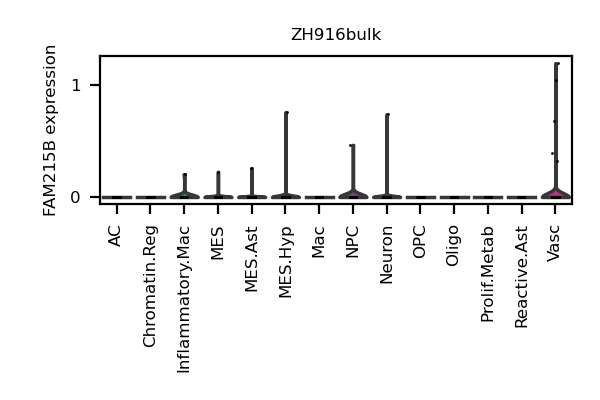 ZH916bulk
FAM215B expression
1
0
AC
Chromatin.Reg
Inflammatory.Mac
MES
MES.Ast
MES.Hyp
Mac
NPC
Neuron
OPC
Oligo
Prolif.Metab
Reactive.Ast
Vasc